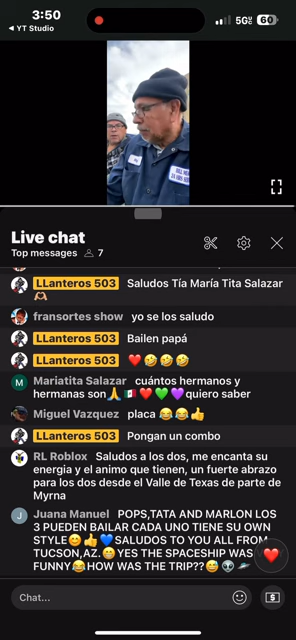 3:50
5G
60
◀ YT Studio
Live chat
Top messages 7
LLanteros 503 Saludos Tía María Tita Salazar
🫶🏼
fransortes show yo se los saludo
LLanteros 503 Bailen papá
LLanteros 503 ❤️🤣🤣🤣
Mariatita Salazar cuántos hermanos y
hermanas son🙏🇲🇽❤️💚💜quiero saber
Miguel Vazquez placa 😂😂👍
LLanteros 503 Pongan un combo
RL Roblox Saludos a los dos, me encanta su
energia y el animo que tienen, un fuerte abrazo
para los dos desde el Valle de Texas de parte de
Myrna
Juana Manuel POPS,TATA AND MARLON LOS
3 PUEDEN BAILAR CADA UNO TIENE SU OWN
STYLE😊👍💙SALUDOS TO YOU ALL FROM
TUCSON,AZ.😁YES THE SPACESHIP WAS
FUNNY😂HOW WAS THE TRIP??😅👽🪐
Chat...